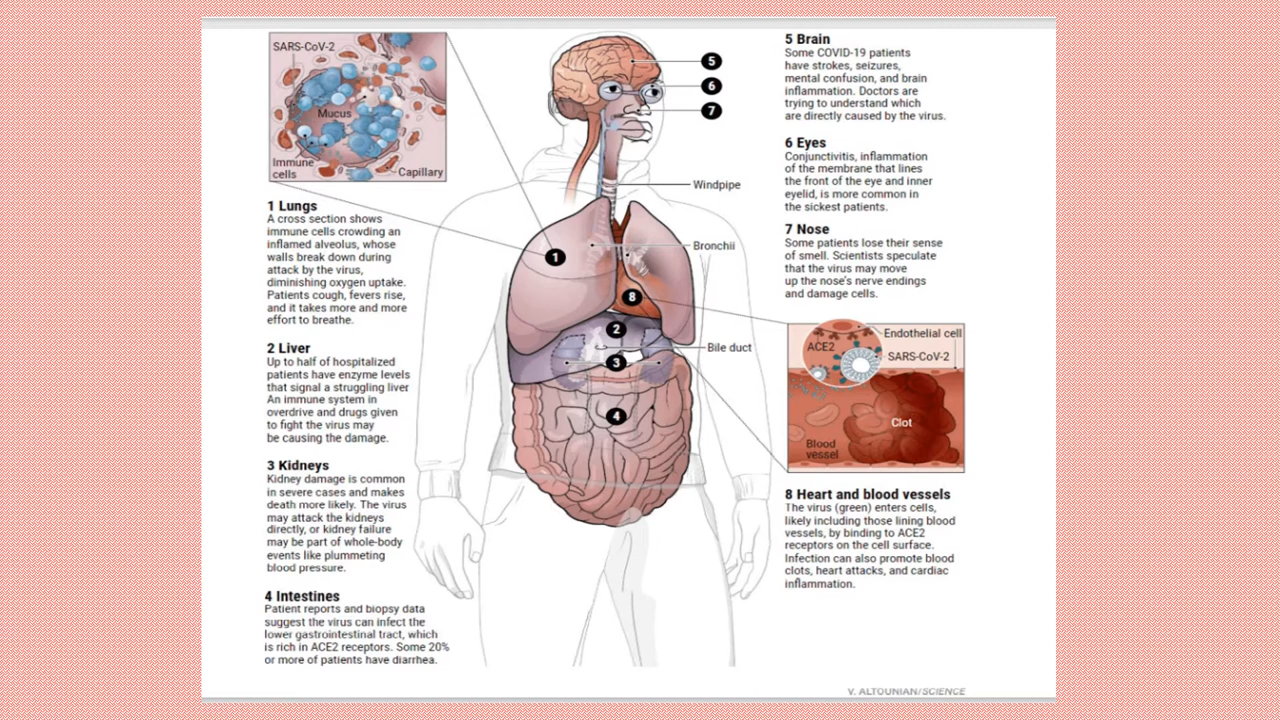 SARS-CoV-2
Mucus
Immune
cells
Capillary
1 Lungs
A cross section shows
immune cells crowding an
inflamed alveolus, whose
walls break down during
attack by the virus,
diminishing oxygen uptake.
Patients cough, fevers rise,
and it takes more and more
effort to breathe.
2 Liver
Up to half of hospitalized
patients have enzyme levels
that signal a struggling liver
An immune system in
overdrive and drugs given
to fight the virus may
be causing the damage.
3 Kidneys
Kidney damage is common
in severe cases and makes
death more likely. The virus
may attack the kidneys
directly, or kidney failure
may be part of whole-body
events like plummeting
blood pressure.
4 Intestines
Patient reports and biopsy data
suggest the virus can infect the
lower gastrointestinal tract, which
is rich in ACE2 receptors. Some 20%
or more of patients have diarrhea.
5
6
7
Windpipe
Bronchii
1
8
2
Bile duct
3
4
5 Brain
Some COVID-19 patients
have strokes, seizures,
mental confusion, and brain
inflammation. Doctors are
trying to understand which
are directly caused by the virus.
6 Eyes
Conjunctivitis, inflammation
of the membrane that lines
the front of the eye and inner
eyelid, is more common in
the sickest patients.
7 Nose
Some patients lose their sense
of smell. Scientists speculate
that the virus may move
up the nose's nerve endings
and damage cells.
Endothelial cell
ACE2
SARS-CoV-2
Clot
Blood
vessel
8 Heart and blood vessels
The virus (green) enters cells,
likely including those lining blood
vessels, by binding to ACE2
receptors on the cell surface.
Infection can also promote blood
clots, heart attacks, and cardiac
inflammation.
V. ALTOUNIAN/SCIENCE